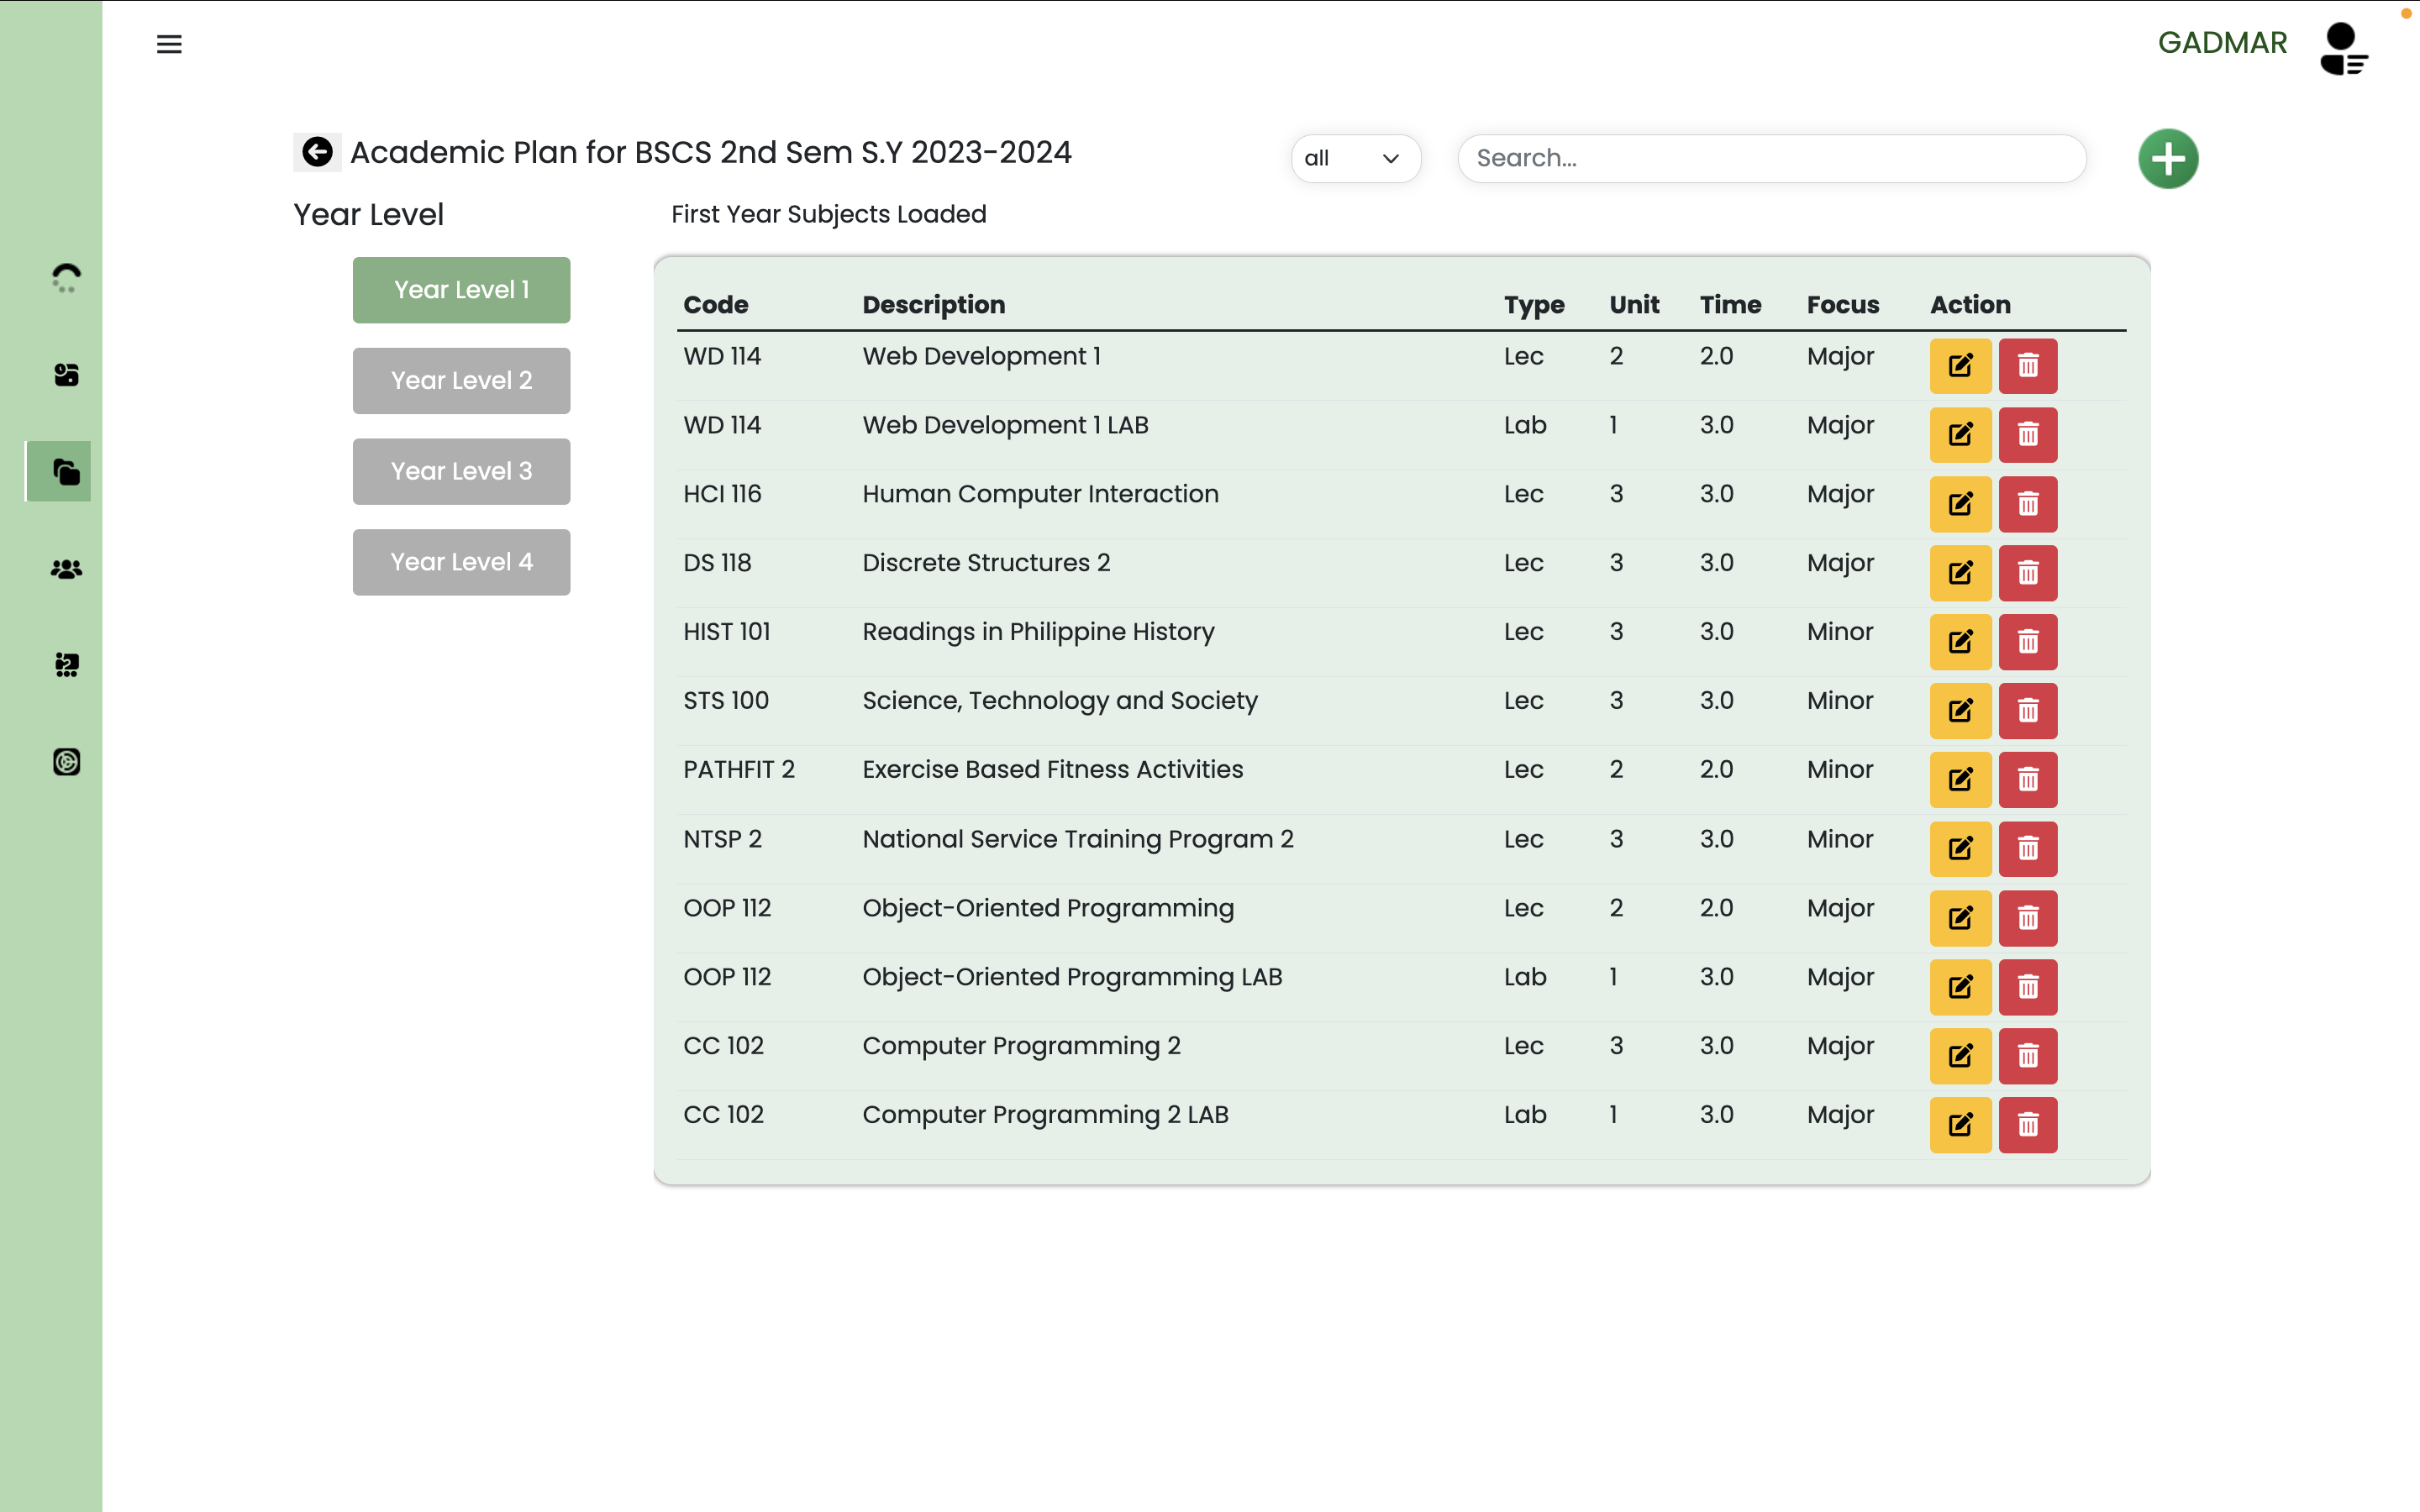 GADMAR
Academic Plan for BSCS 2nd Sem S.Y 2023-2024
all
Search...
Year Level
First Year Subjects Loaded
Year Level 1
Year Level 2
Year Level 3
Year Level 4
Code Description Type Unit Time Focus Action
WD 114 Web Development 1 Lec 2 2.0 Major
WD 114 Web Development 1 LAB Lab 1 3.0 Major
HCI 116 Human Computer Interaction Lec 3 3.0 Major
DS 118 Discrete Structures 2 Lec 3 3.0 Major
HIST 101 Readings in Philippine History Lec 3 3.0 Minor
STS 100 Science, Technology and Society Lec 3 3.0 Minor
PATHFIT 2 Exercise Based Fitness Activities Lec 2 2.0 Minor
NTSP 2 National Service Training Program 2 Lec 3 3.0 Minor
OOP 112 Object-Oriented Programming Lec 2 2.0 Major
OOP 112 Object-Oriented Programming LAB Lab 1 3.0 Major
CC 102 Computer Programming 2 Lec 3 3.0 Major
CC 102 Computer Programming 2 LAB Lab 1 3.0 Major